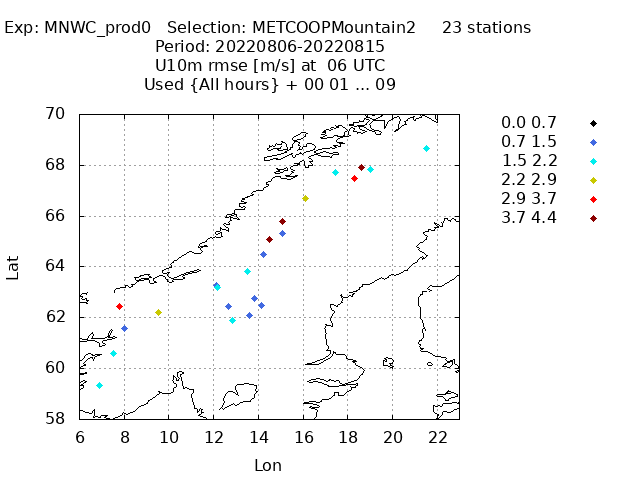 Exp: MNWC_prod0 Selection: METCOOPMountain2 23 stations
Period: 20220806-20220815
U10m rmse [m/s] at 06 UTC
Used {All hours} + 00 01 ... 09
70
68
66
64
62
60
58
6 8 10 12 14 16 18 20 22
Lat
Lon
0.0 0.7
0.7 1.5
1.5 2.2
2.2 2.9
2.9 3.7
3.7 4.4